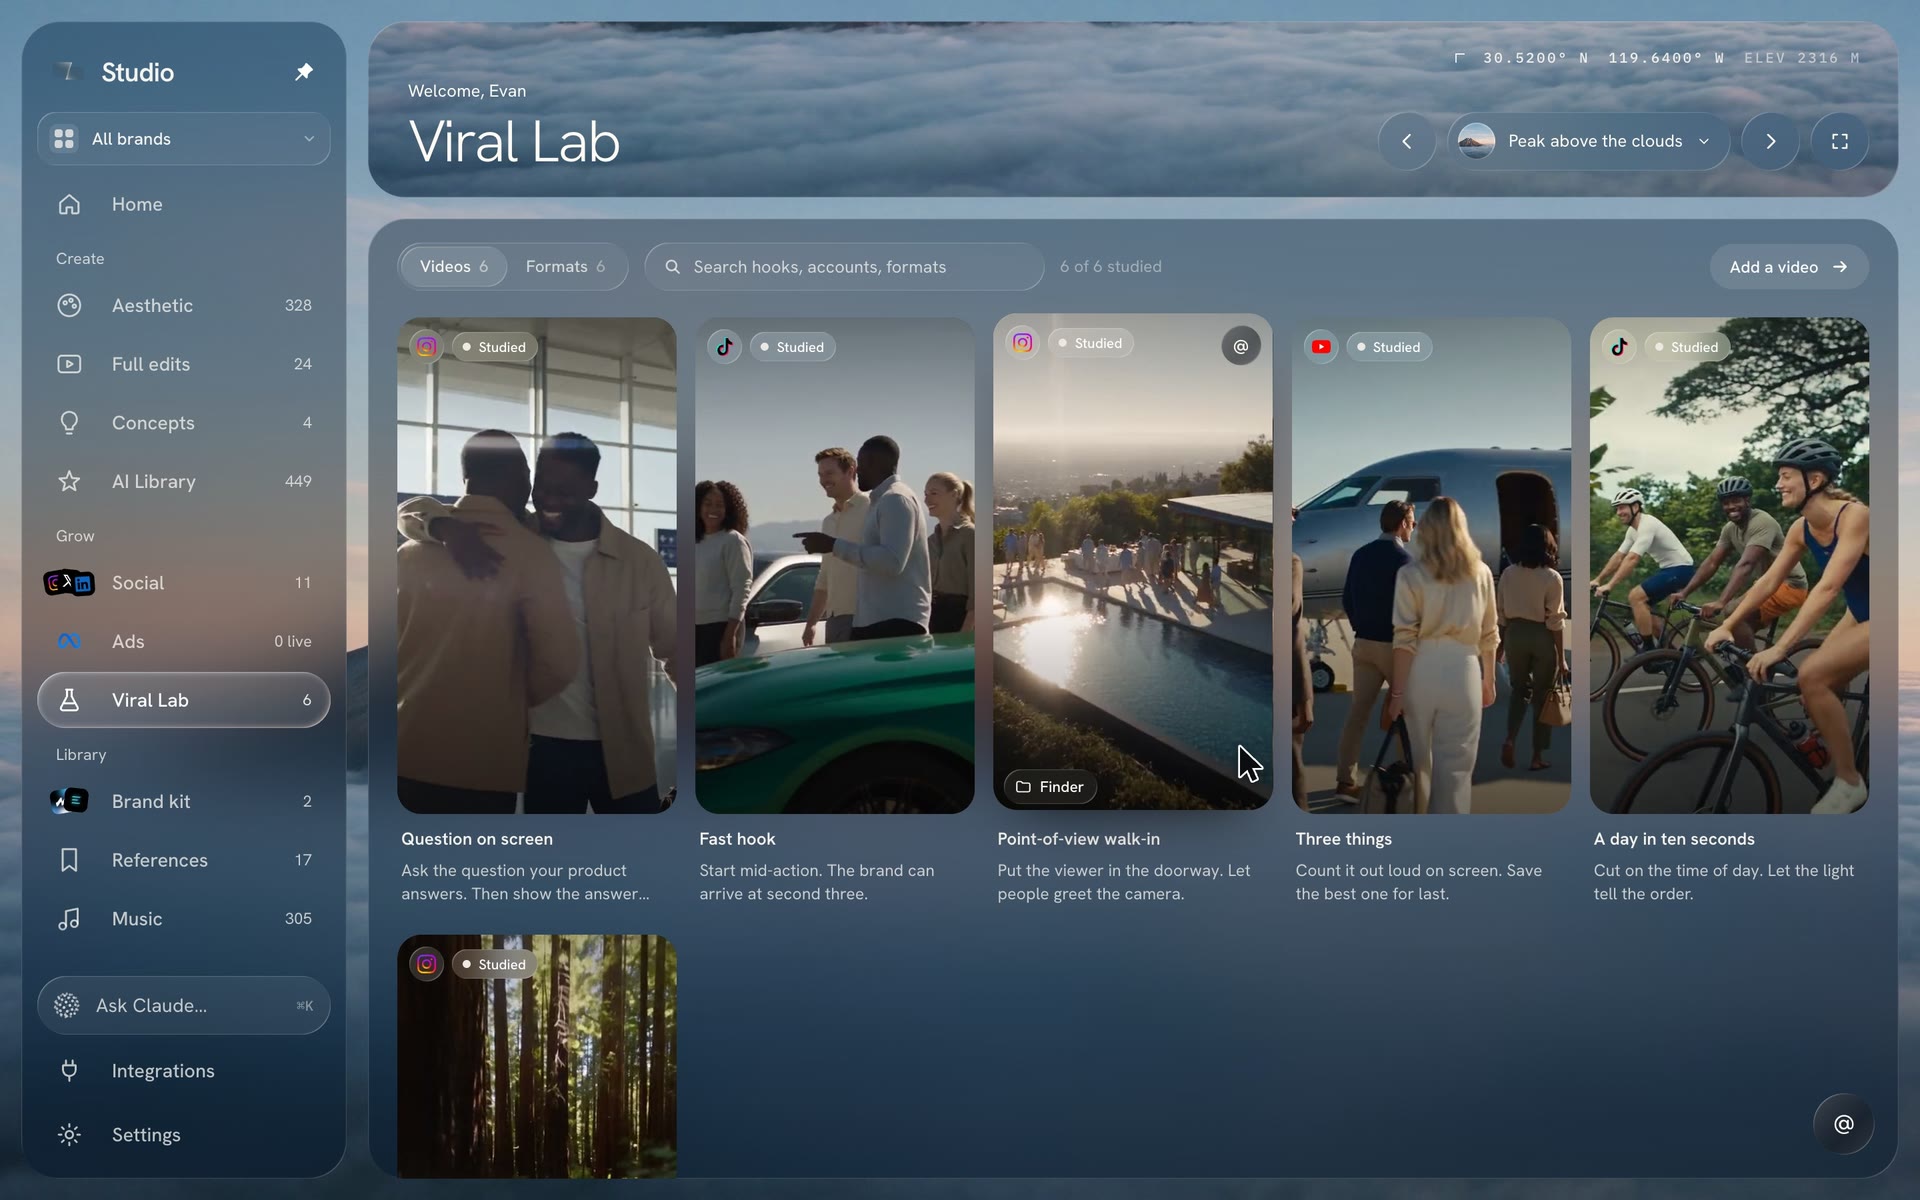 Studio
All brands
Home
Create
Aesthetic 328
Full edits 24
Concepts 4
AI Library 449
Grow
Social 11
Ads 0 live
Viral Lab 6
Library
Brand kit 2
References 17
Music 305
Ask Claude... ⌘K
Integrations
Settings
30.5200° N 119.6400° W ELEV 2316 M
Welcome, Evan
Viral Lab
Peak above the clouds
Videos 6
Formats 6
Search hooks, accounts, formats
6 of 6 studied
Add a video →
Studied
Studied
Studied
@
Studied
Studied
Finder
Question on screen
Ask the question your product
answers. Then show the answer...
Fast hook
Start mid-action. The brand can
arrive at second three.
Point-of-view walk-in
Put the viewer in the doorway. Let
people greet the camera.
Three things
Count it out loud on screen. Save
the best one for last.
A day in ten seconds
Cut on the time of day. Let the light
tell the order.
Studied
@